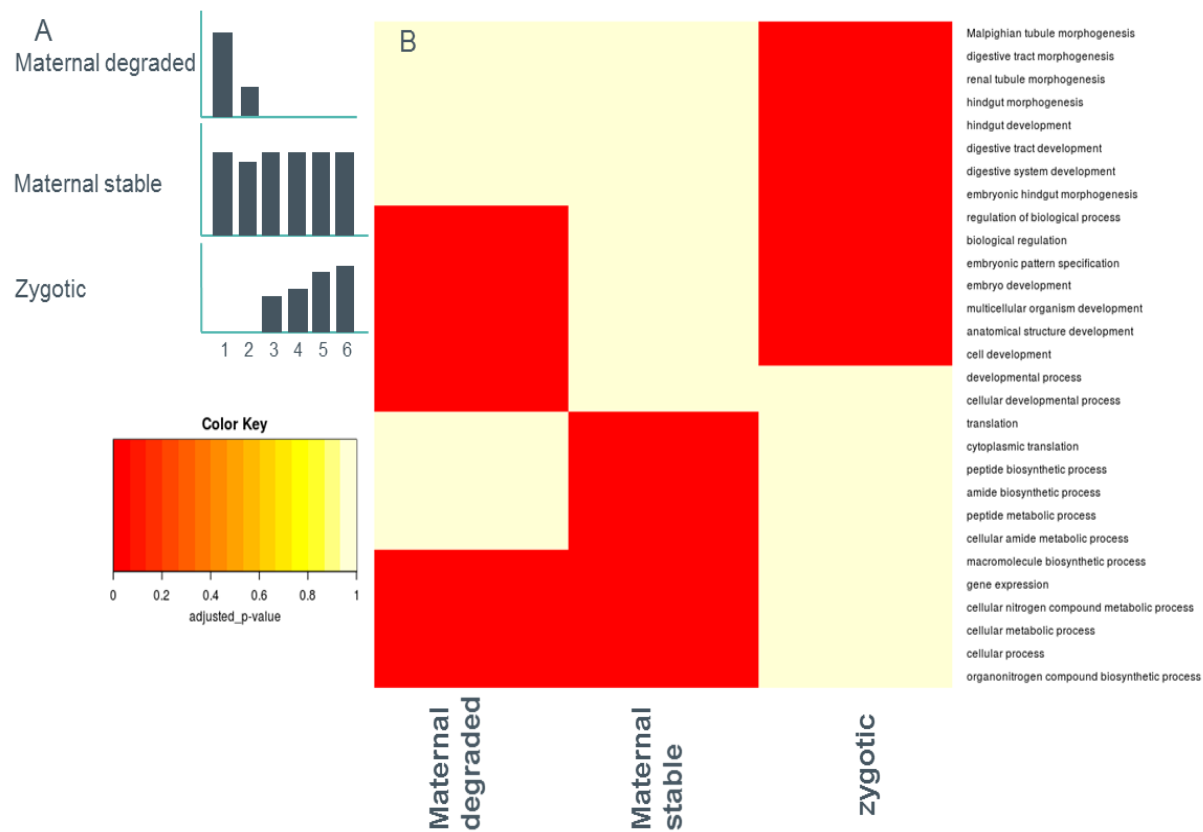 A
Maternal degraded
Maternal stable
Zygotic
1 2 3 4 5 6
Color Key
0 0.2 0.4 0.6 0.8 1
adjusted_p-value
B
Malpighian tubule morphogenesis
digestive tract morphogenesis
renal tubule morphogenesis
hindgut morphogenesis
hindgut development
digestive tract development
digestive system development
embryonic hindgut morphogenesis
regulation of biological process
biological regulation
embryonic pattern specification
embryo development
multicellular organism development
anatomical structure development
cell development
developmental process
cellular developmental process
translation
cytoplasmic translation
peptide biosynthetic process
amide biosynthetic process
peptide metabolic process
cellular amide metabolic process
macromolecule biosynthetic process
gene expression
cellular nitrogen compound metabolic process
cellular metabolic process
cellular process
organonitrogen compound biosynthetic process
Maternal
degraded
Maternal
stable
zygotic